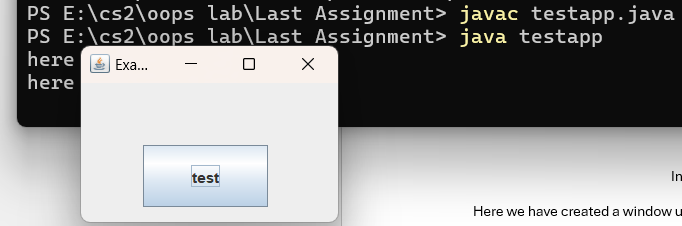 PS E:\cs2\oops lab\Last Assignment> javac testapp.java
PS E:\cs2\oops lab\Last Assignment> java testapp
here
here
Exa...
test
In
Here we have created a window u